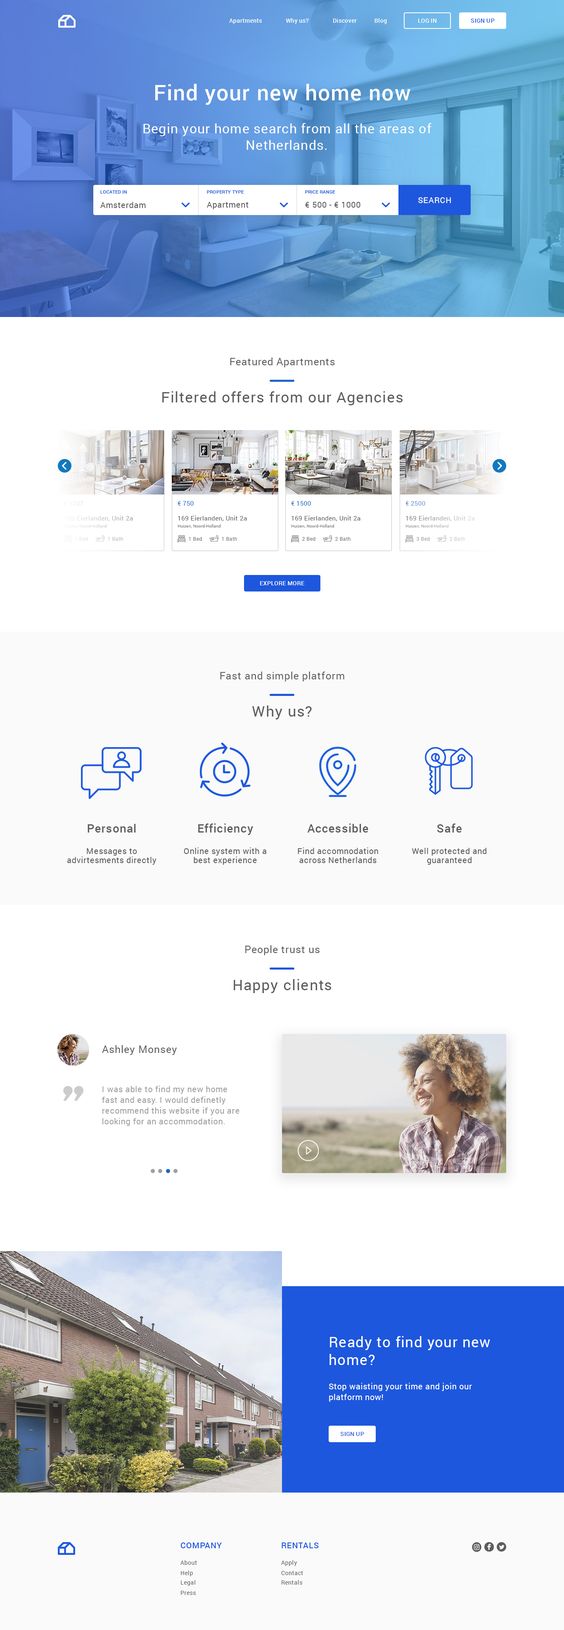 Apartments Why us? Discover Blog LOG IN SIGN UP
Find your new home now
Begin your home search from all the areas of
Netherlands.
LOCATED IN
Amsterdam
PROPERTY TYPE
Apartment
PRICE RANGE
€ 500 - € 1000
SEARCH
Featured Apartments
Filtered offers from our Agencies
169 Eierlanden, Unit 2a
Huizen, Noord-Holland
1 Bed 1 Bath
€ 750
169 Eierlanden, Unit 2a
Huizen, Noord-Holland
1 Bed 1 Bath
€ 1500
169 Eierlanden, Unit 2a
Huizen, Noord-Holland
2 Bed 2 Bath
€ 2500
169 Eierlanden, Unit 2a
Huizen, Noord-Holland
3 Bed 2 Bath
EXPLORE MORE
Fast and simple platform
Why us?
Personal
Messages to
advirtesments directly
Efficiency
Online system with a
best experience
Accessible
Find accomnodation
across Netherlands
Safe
Well protected and
guaranteed
People trust us
Happy clients
Ashley Monsey
I was able to find my new home
fast and easy. I would definetly
recommend this website if you are
looking for an accommodation.
Ready to find your new
home?
Stop waisting your time and join our
platform now!
SIGN UP
COMPANY
About
Help
Legal
Press
RENTALS
Apply
Contact
Rentals